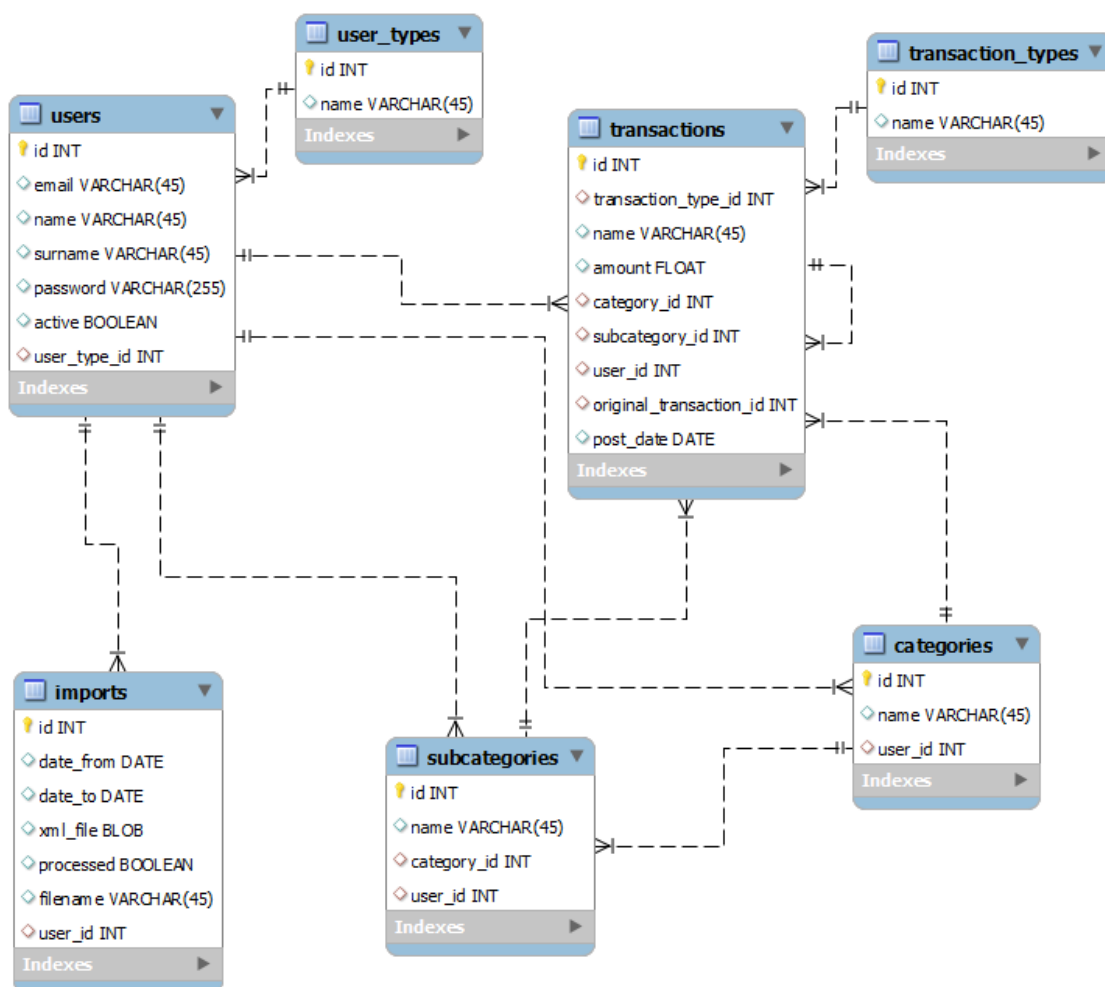 user_types
id INT
name VARCHAR(45)
Indexes
transaction_types
id INT
name VARCHAR(45)
Indexes
users
id INT
email VARCHAR(45)
name VARCHAR(45)
surname VARCHAR(45)
password VARCHAR(255)
active BOOLEAN
user_type_id INT
Indexes
transactions
id INT
transaction_type_id INT
name VARCHAR(45)
amount FLOAT
category_id INT
subcategory_id INT
user_id INT
original_transaction_id INT
post_date DATE
Indexes
categories
id INT
name VARCHAR(45)
user_id INT
Indexes
imports
id INT
date_from DATE
date_to DATE
xml_file BLOB
processed BOOLEAN
filename VARCHAR(45)
user_id INT
Indexes
subcategories
id INT
name VARCHAR(45)
category_id INT
user_id INT
Indexes